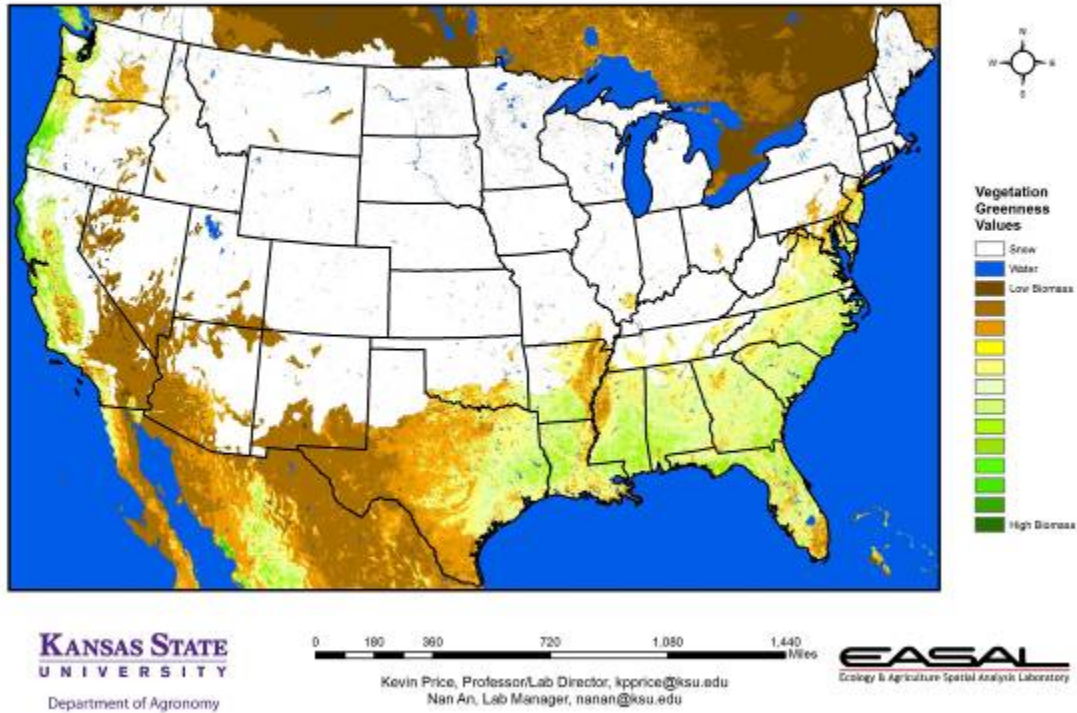 N
W
E
S
Vegetation
Greenness
Values
Snow
Water
Low Biomass
High Biomass
KANSAS STATE
UNIVERSITY
Department of Agronomy
0 180 360 720 1,080 1,440
Miles
Kevin Price, Professor/Lab Director, kpprice@ksu.edu
Nan An, Lab Manager, nanan@ksu.edu
EASAL
Ecology & Agriculture Spatial Analysis Laboratory